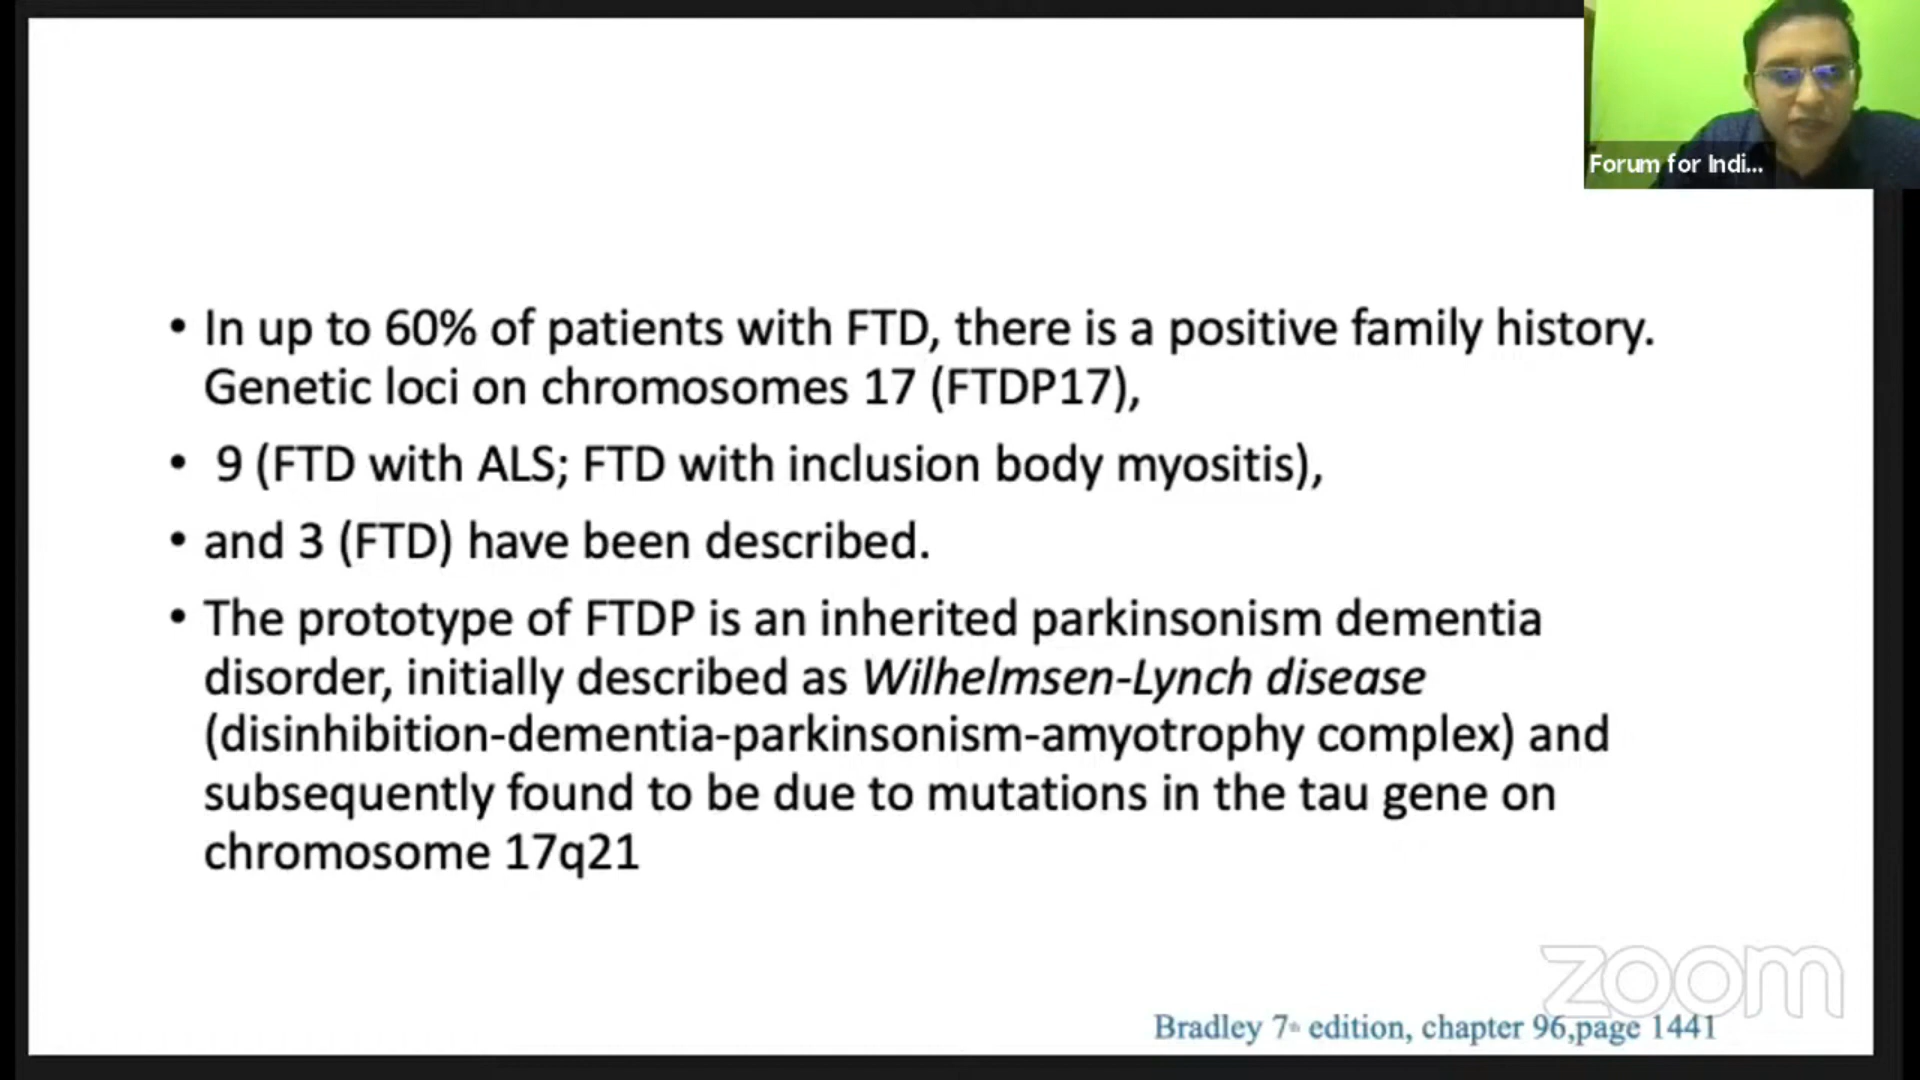 Forum for Indi...
• In up to 60% of patients with FTD, there is a positive family history.
Genetic loci on chromosomes 17 (FTDP17),
• 9 (FTD with ALS; FTD with inclusion body myositis),
• and 3 (FTD) have been described.
• The prototype of FTDP is an inherited parkinsonism dementia
disorder, initially described as Wilhelmsen-Lynch disease
(disinhibition-dementia-parkinsonism-amyotrophy complex) and
subsequently found to be due to mutations in the tau gene on
chromosome 17q21
zoom
Bradley 7th edition, chapter 96,page 1441